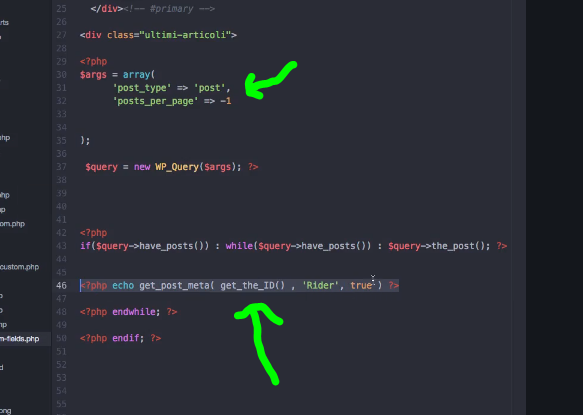 25 </div><!-- #primary -->
rts
26
27 <div class="ultimi-articoli">
28
29 <?php
30 $args = array(
31 'post_type' => 'post',
32 'posts_per_page' => -1
33
34
hp
35 );
36
37 $query = new WP_Query($args); ?>
38
39
hp
40
p
41
om.php
42 <?php
43 if($query->have_posts()) : while($query->have_posts()) : $query->the_post(); ?>
44
custom.php
45
46 <?php echo get_post_meta( get_the_ID() , 'Rider', true ) ?>
47
48 <?php endwhile; ?>
49
hp
50 <?php endif; ?>
m-fields.php
51
52
53
54
55
ong